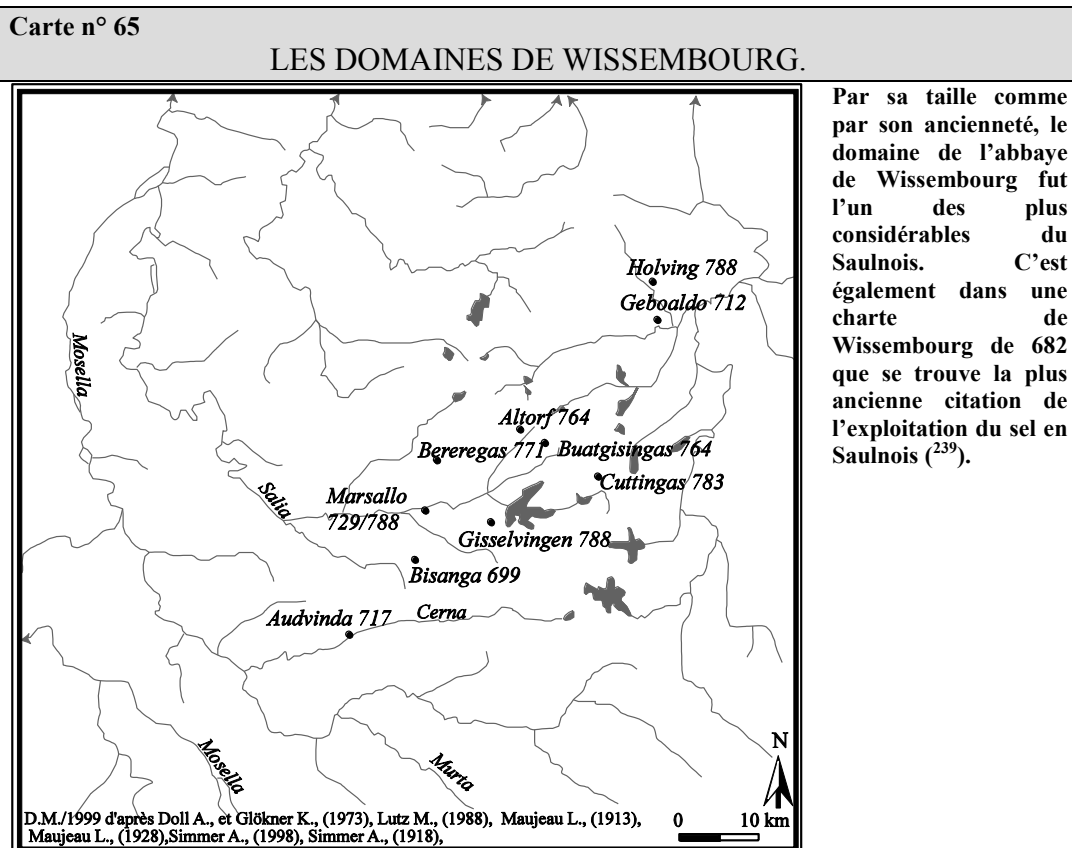 Carte n° 65
LES DOMAINES DE WISSEMBOURG.
Par sa taille comme
par son ancienneté, le
domaine de l'abbaye
de Wissembourg fut
l'un des plus
considérables du
Saulnois. C'est
également dans une
charte de
Wissembourg de 682
que se trouve la plus
ancienne citation de
l'exploitation du sel en
Saulnois (²³⁹).
Holving 788
Geboaldo 712
Mosella
Altorf 764
Bereregas 771 Buatgisingas 764
Cuttingas 783
Marsallo
729/788
Salia
Gisselvingen 788
Bisanga 699
Cerna
Audvinda 717
Mosella
Murta
N
0 10 km
D.M./1999 d'après Doll A., et Glökner K., (1973), Lutz M., (1988), Maujeau L., (1913),
Maujeau L., (1928),Simmer A., (1998), Simmer A., (1918),